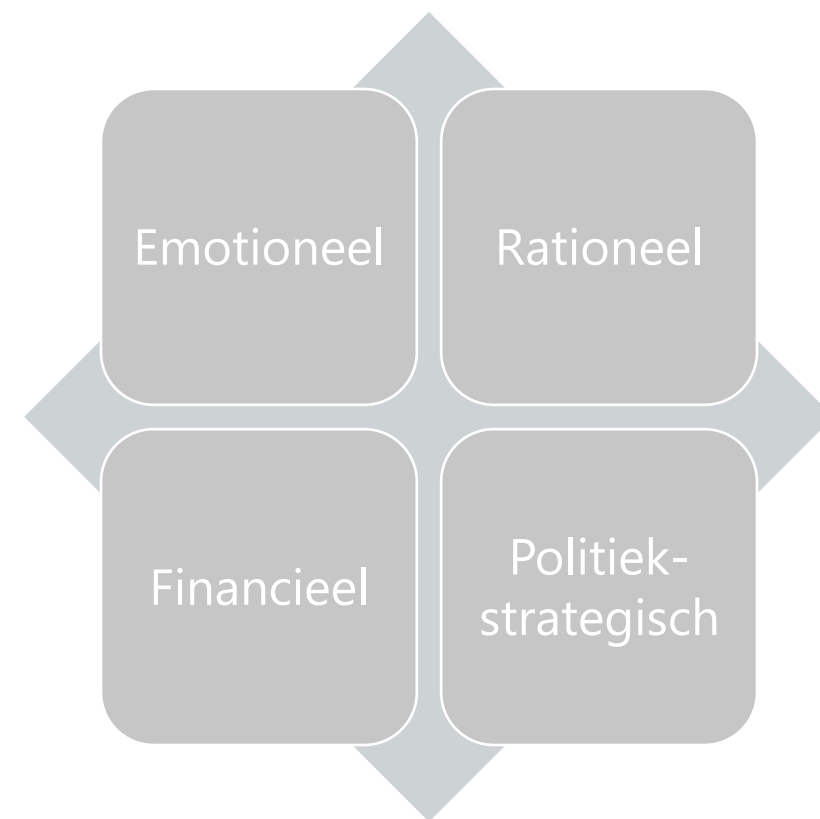 Emotioneel
Rationeel
Financieel
Politiek-
strategisch